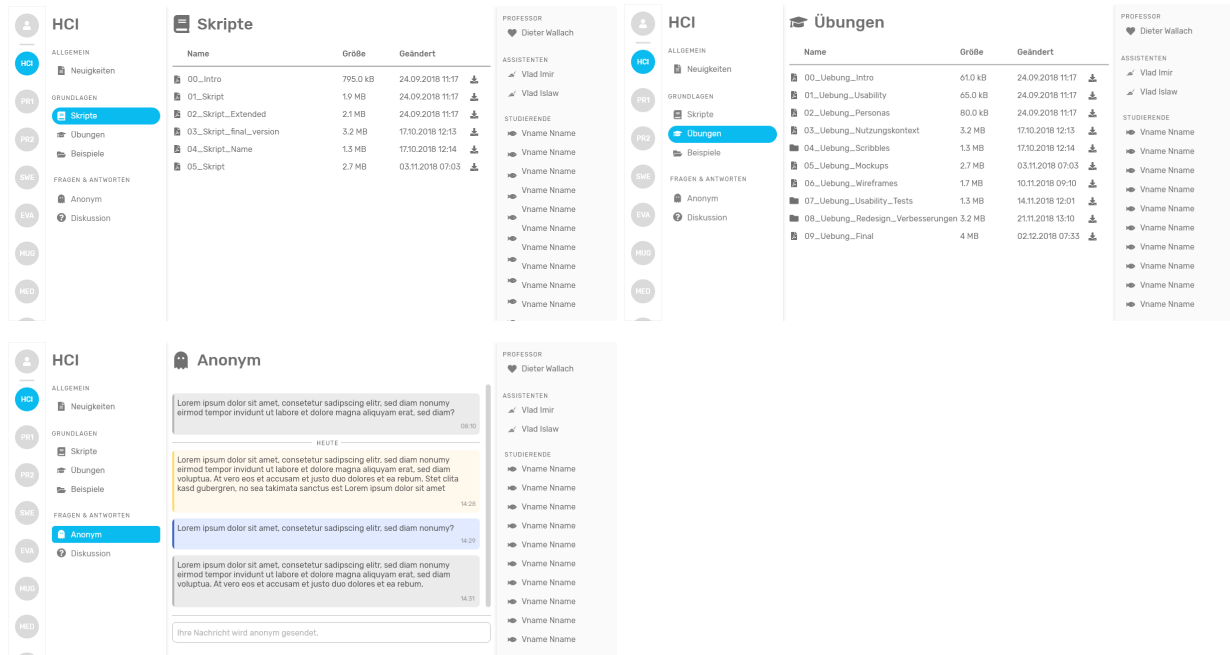 HCI
HCI
PR1
PR2
SWE
EVA
MUG
MED
ALLGEMEIN
Neuigkeiten
GRUNDLAGEN
Skripte
Übungen
Beispiele
FRAGEN & ANTWORTEN
Anonym
Diskussion
Skripte
Name Größe Geändert
00_Intro 795.0 kB 24.09.2018 11:17
01_Skript 1.9 MB 24.09.2018 11:17
02_Skript_Extended 2.1 MB 24.09.2018 11:17
03_Skript_final_version 3.2 MB 17.10.2018 12:13
04_Skript_Name 1.3 MB 17.10.2018 12:14
05_Skript 2.7 MB 03.11.2018 07:03
PROFESSOR
Dieter Wallach
ASSISTENTEN
Vlad Imir
Vlad Islaw
STUDIERENDE
Vname Nname
Vname Nname
Vname Nname
Vname Nname
Vname Nname
Vname Nname
Vname Nname
Vname Nname
Vname Nname
Vname Nname
HCI
HCI
PR1
PR2
SWE
EVA
MUG
MED
ALLGEMEIN
Neuigkeiten
GRUNDLAGEN
Skripte
Übungen
Beispiele
FRAGEN & ANTWORTEN
Anonym
Diskussion
Übungen
Name Größe Geändert
00_Uebung_Intro 61.0 kB 24.09.2018 11:17
01_Uebung_Usability 65.0 kB 24.09.2018 11:17
02_Uebung_Personas 80.0 kB 24.09.2018 11:17
03_Uebung_Nutzungskontext 3.2 MB 17.10.2018 12:13
04_Uebung_Scribbles 1.3 MB 17.10.2018 12:14
05_Uebung_Mockups 2.7 MB 03.11.2018 07:03
06_Uebung_Wireframes 1.7 MB 10.11.2018 09:10
07_Uebung_Usability_Tests 1.3 MB 14.11.2018 12:01
08_Uebung_Redesign_Verbesserungen 3.2 MB 21.11.2018 13:10
09_Uebung_Final 4 MB 02.12.2018 07:33
PROFESSOR
Dieter Wallach
ASSISTENTEN
Vlad Imir
Vlad Islaw
STUDIERENDE
Vname Nname
Vname Nname
Vname Nname
Vname Nname
Vname Nname
Vname Nname
Vname Nname
Vname Nname
Vname Nname
Vname Nname
HCI
HCI
PR1
PR2
SWE
EVA
MUG
MED
ALLGEMEIN
Neuigkeiten
GRUNDLAGEN
Skripte
Übungen
Beispiele
FRAGEN & ANTWORTEN
Anonym
Diskussion
Anonym
Lorem ipsum dolor sit amet, consetetur sadipscing elitr, sed diam nonumy
eirmod tempor invidunt ut labore et dolore magna aliquyam erat, sed diam?
08:10
HEUTE
Lorem ipsum dolor sit amet, consetetur sadipscing elitr, sed diam nonumy
eirmod tempor invidunt ut labore et dolore magna aliquyam erat, sed diam
voluptua. At vero eos et accusam et justo duo dolores et ea rebum. Stet clita
kasd gubergren, no sea takimata sanctus est Lorem ipsum dolor sit amet
14:28
Lorem ipsum dolor sit amet, consetetur sadipscing elitr, sed diam nonumy?
14:29
Lorem ipsum dolor sit amet, consetetur sadipscing elitr, sed diam nonumy
eirmod tempor invidunt ut labore et dolore magna aliquyam erat, sed diam
voluptua. At vero eos et accusam et justo duo dolores et ea rebum.
14:31
Ihre Nachricht wird anonym gesendet.
PROFESSOR
Dieter Wallach
ASSISTENTEN
Vlad Imir
Vlad Islaw
STUDIERENDE
Vname Nname
Vname Nname
Vname Nname
Vname Nname
Vname Nname
Vname Nname
Vname Nname
Vname Nname
Vname Nname
Vname Nname